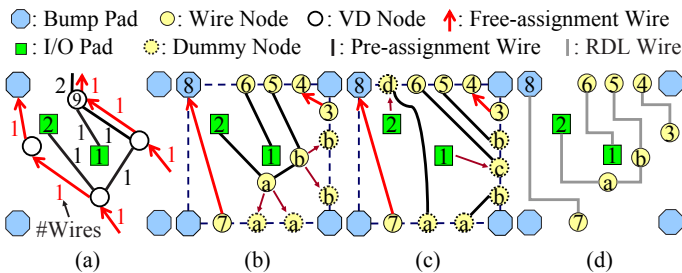 : Bump Pad : Wire Node : VD Node : Free-assignment Wire
: I/O Pad : Dummy Node : Pre-assignment Wire : RDL Wire
2 1 8 6 5 4 8 d 6 5 4 8 6 5 4
9 1
1 2 1 2 3 2 3 2 3
1 1 1 b b b 1 b
1 1 1 c
1 a b b a
1 1 7 a a 7 a a 7
#Wires
(a) (b) (c) (d)